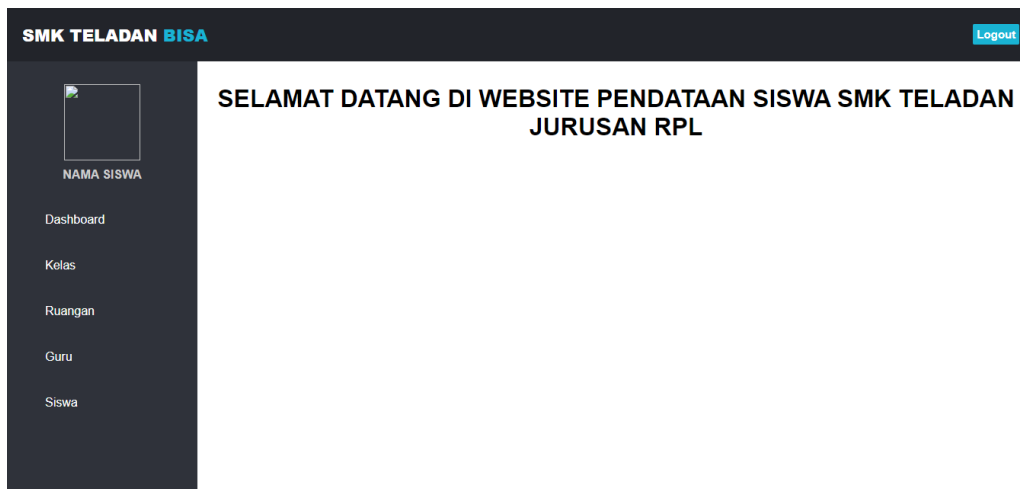 SMK TELADAN BISA
Logout
SELAMAT DATANG DI WEBSITE PENDATAAN SISWA SMK TELADAN
JURUSAN RPL
NAMA SISWA
Dashboard
Kelas
Ruangan
Guru
Siswa